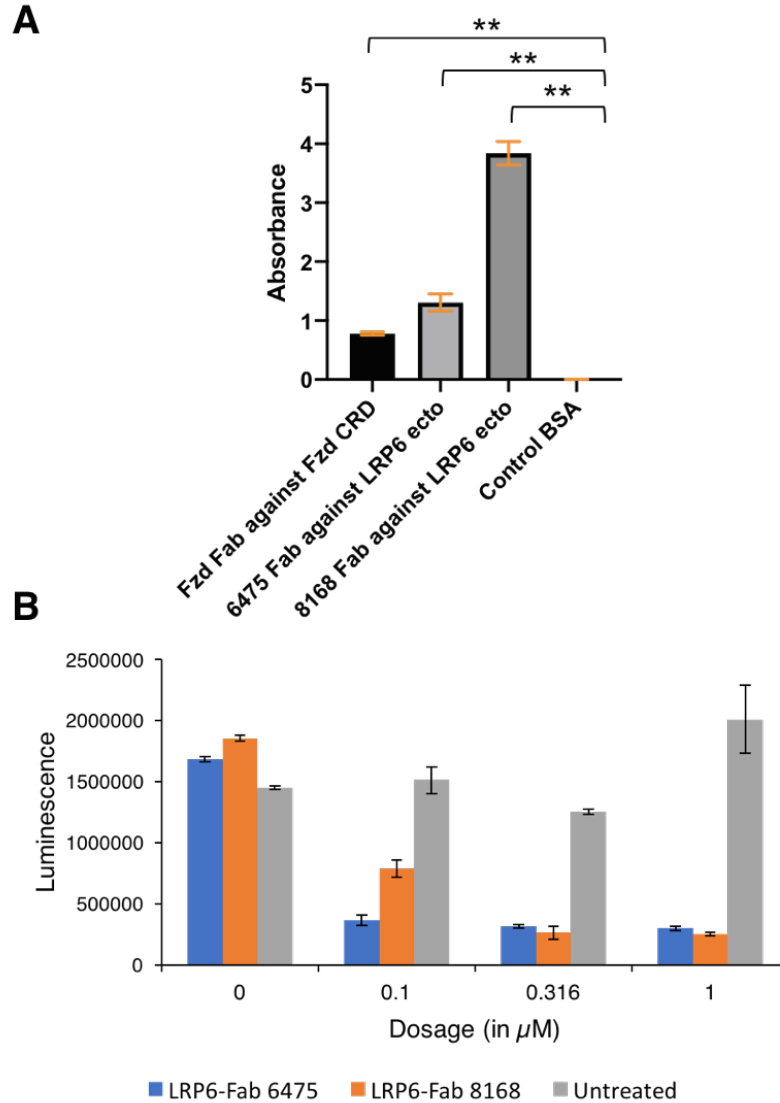 A
**
**
**
5
4
3
2
1
0
Absorbance
Fzd Fab against Fzd CRD
6475 Fab against LRP6 ecto
8168 Fab against LRP6 ecto
Control BSA
B
2500000
2000000
1500000
1000000
500000
0
Luminescence
0 0.1 0.316 1
Dosage (in μM)
LRP6-Fab 6475 LRP6-Fab 8168 Untreated